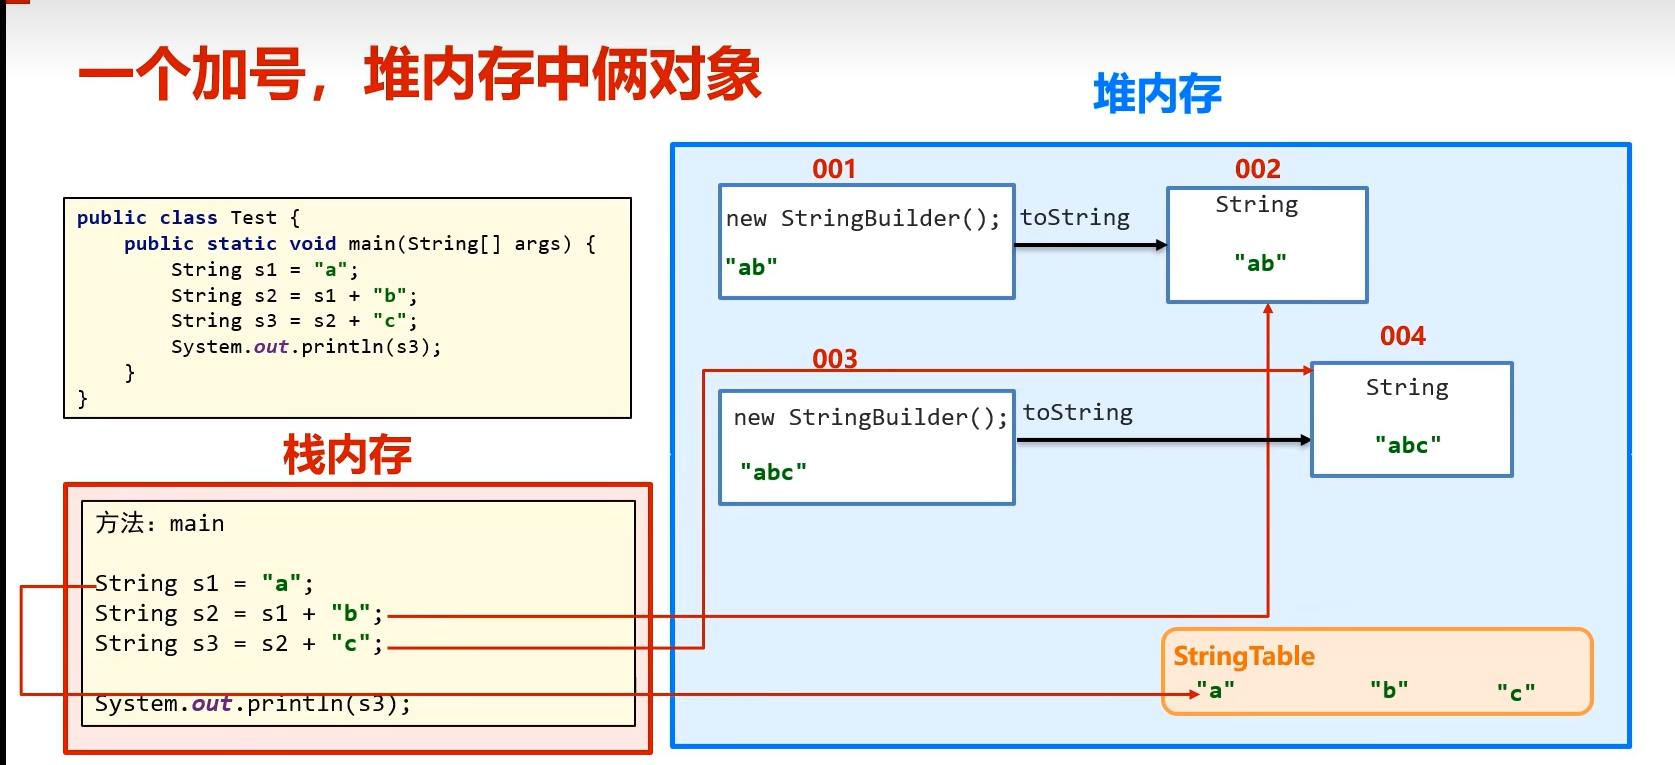 一个加号，堆内存中俩对象
堆内存
public class Test {
    public static void main(String[] args) {
        String s1 = "a";
        String s2 = s1 + "b";
        String s3 = s2 + "c";
        System.out.println(s3);
    }
}
栈内存
方法：main
String s1 = "a";
String s2 = s1 + "b";
String s3 = s2 + "c";
System.out.println(s3);
001
new StringBuilder();
"ab"
toString
002
String
"ab"
003
new StringBuilder();
"abc"
toString
004
String
"abc"
StringTable
"a" "b" "c"